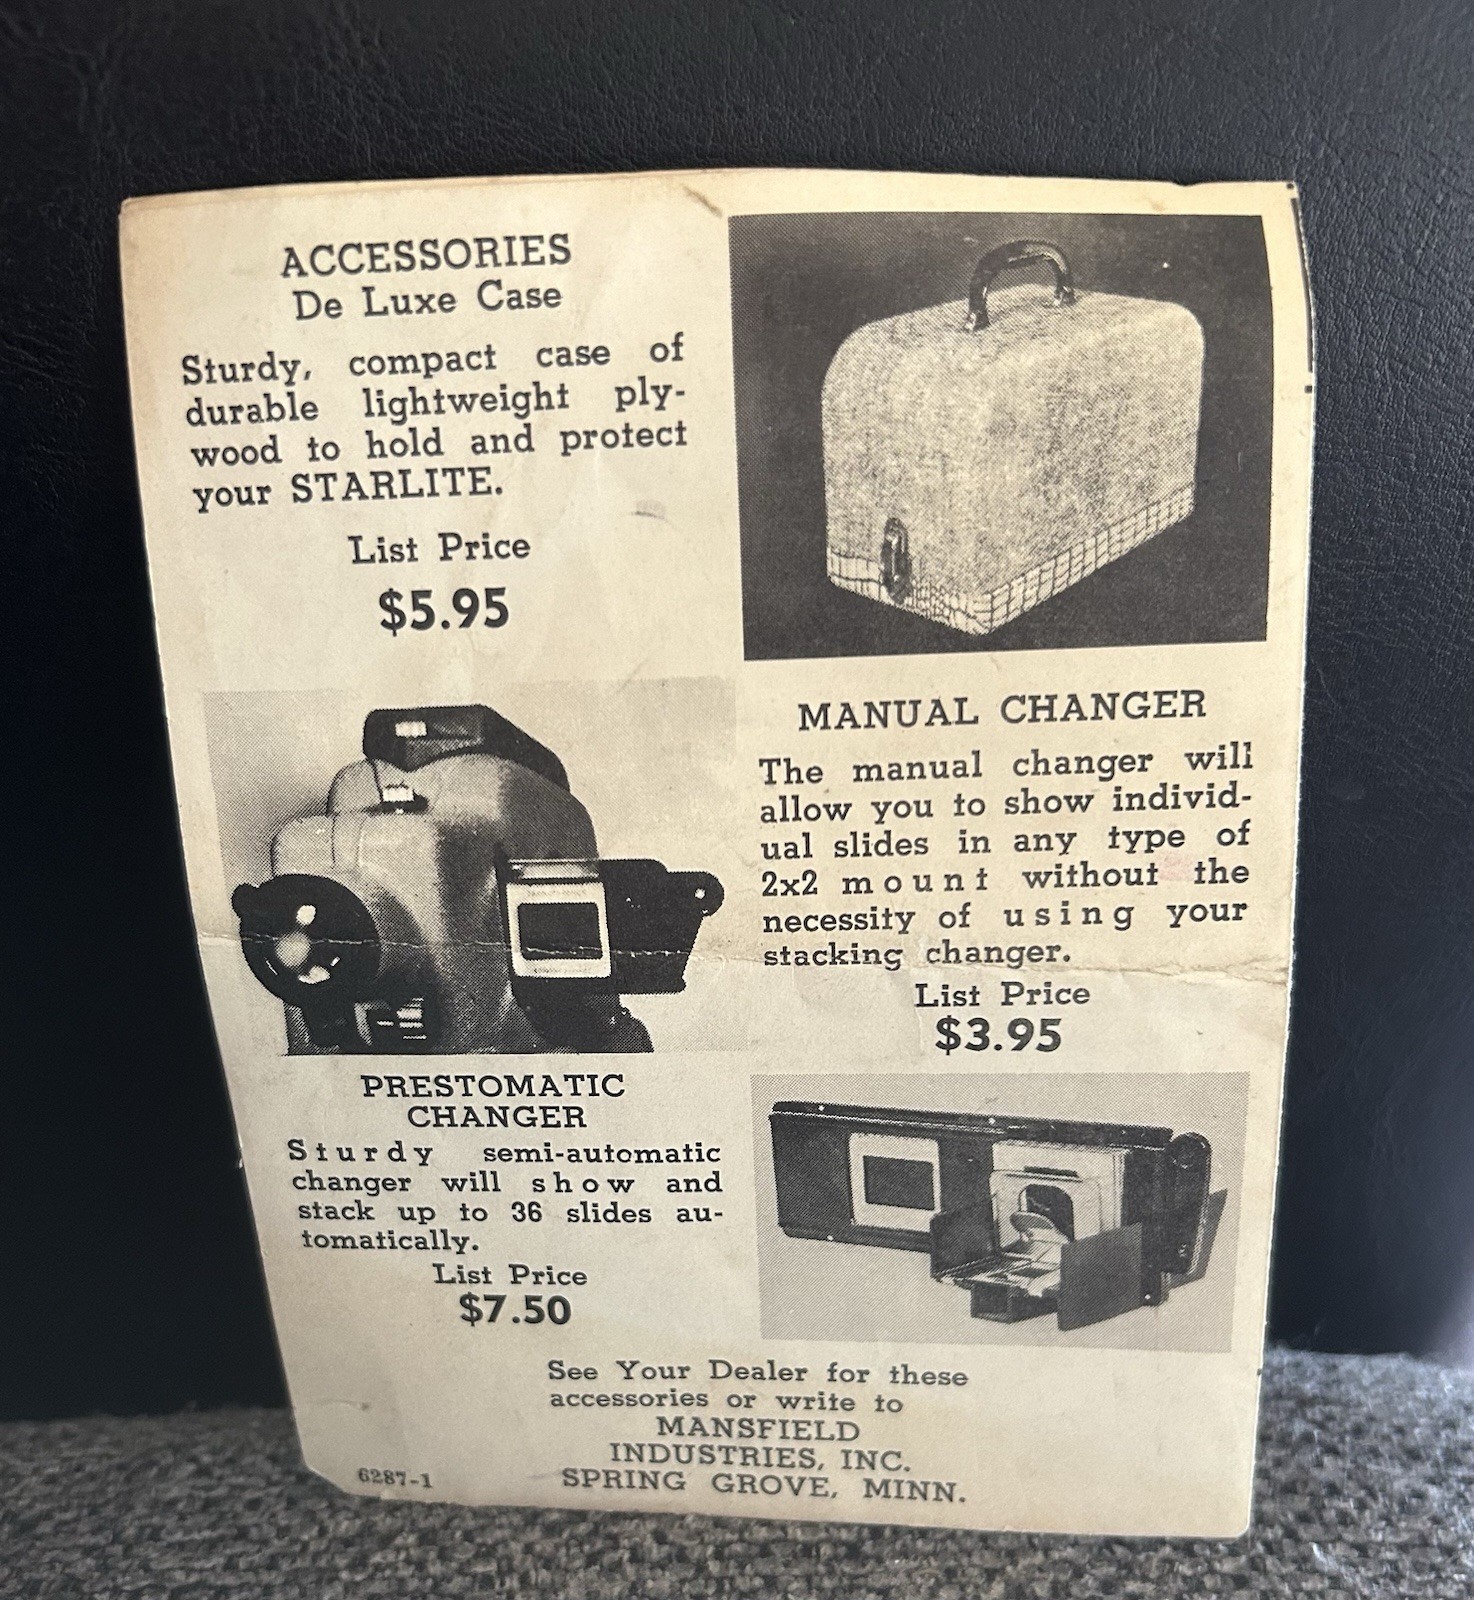 ACCESSORIES
De Luxe Case
Sturdy, compact case of
durable lightweight ply-
wood to hold and protect
your STARLITE.
List Price
$5.95
MANUAL CHANGER
The manual changer will
allow you to show individ-
ual slides in any type of
2x2 mount without the
necessity of using your
stacking changer.
List Price
$3.95
PRESTOMATIC
CHANGER
Sturdy semi-automatic
changer will show and
stack up to 36 slides au-
tomatically.
List Price
$7.50
See Your Dealer for these
accessories or write to
MANSFIELD
INDUSTRIES, INC.
SPRING GROVE, MINN.
6287-1